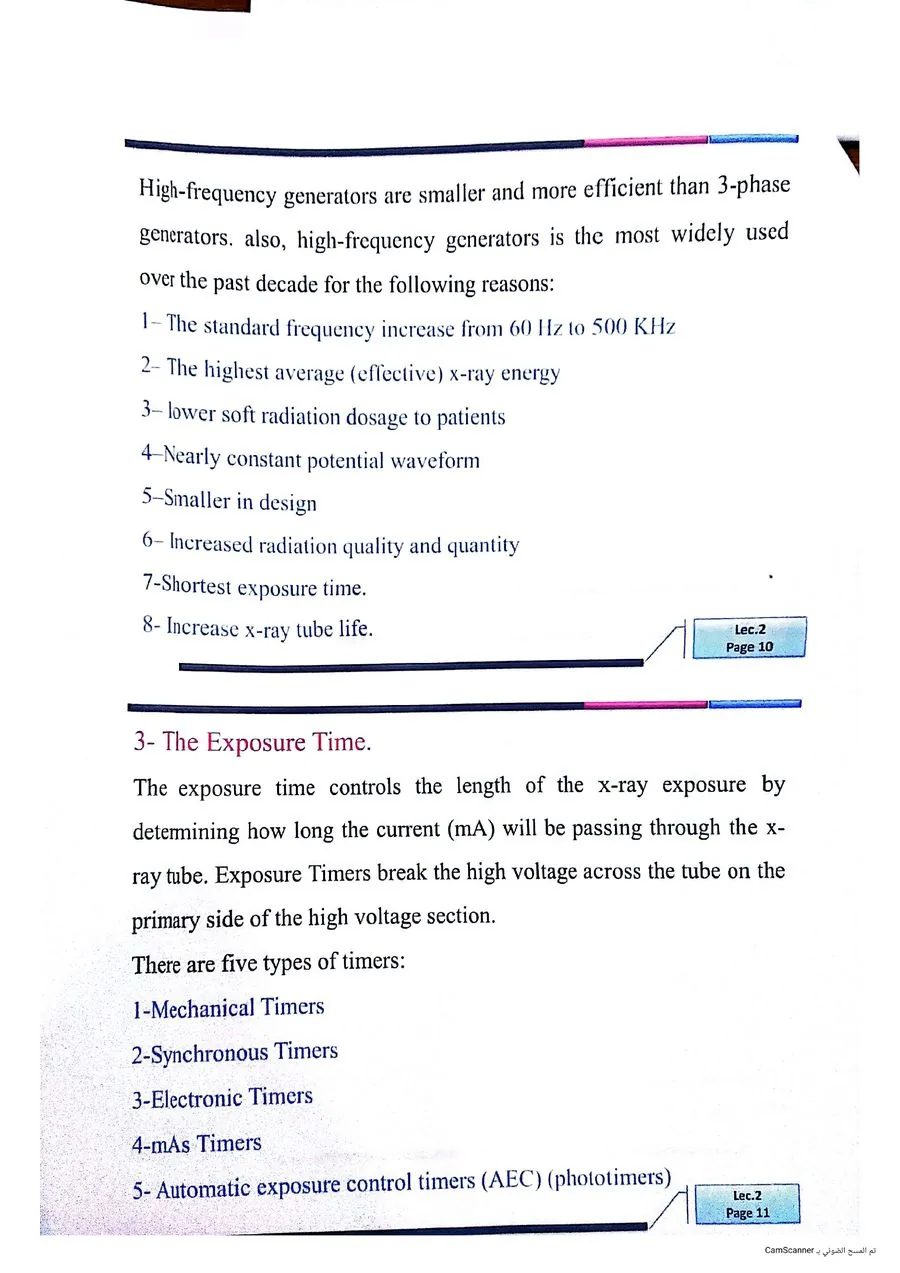 High-frequency generators are smaller and more efficient than 3-phase
generators. also, high-frequency generators is the most widely used
over the past decade for the following reasons:
1- The standard frequency increase from 60 Hz to 500 KHz
2- The highest average (effective) x-ray energy
3- lower soft radiation dosage to patients
4-Nearly constant potential waveform
5-Smaller in design
6- Increased radiation quality and quantity
7-Shortest exposure time.
8- Increase x-ray tube life.
Lec.2
Page 10
3- The Exposure Time.
The exposure time controls the length of the x-ray exposure by
determining how long the current (mA) will be passing through the x-
ray tube. Exposure Timers break the high voltage across the tube on the
primary side of the high voltage section.
There are five types of timers:
1-Mechanical Timers
2-Synchronous Timers
3-Electronic Timers
4-mAs Timers
5- Automatic exposure control timers (AEC) (phototimers)
Lec.2
Page 11
تم المسح الضوئي بـ CamScanner